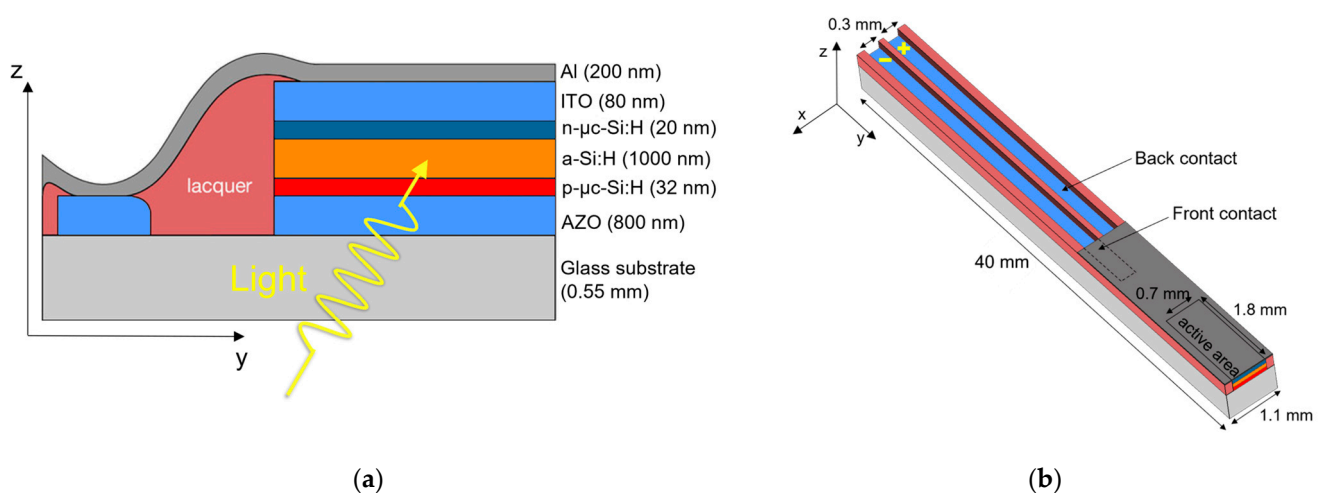 z
Al (200 nm)
ITO (80 nm)
n-µc-Si:H (20 nm)
a-Si:H (1000 nm)
p-µc-Si:H (32 nm)
AZO (800 nm)
Glass substrate
(0.55 mm)
lacquer
Light
y
(a)
0.3 mm
z
x
y
+
−
Back contact
Front contact
40 mm
0.7 mm
1.8 mm
active area
1.1 mm
(b)